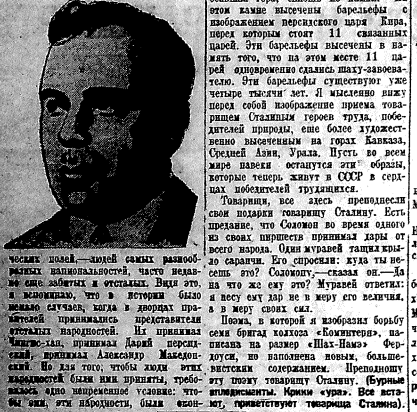 ческих полей,—людей самых разнооб-
разных национальностей, часто недав-
но еще забитых и отсталых. Видя это,
я вспоминаю, что в истории было
немало случаев, когда в дворцах пра-
вителей принимались представители
отсталых народностей. Их принимал
Чингис-хан, принимал Дарий персид-
ский, принимал Александр Македон-
ский. Но для того, чтобы люди этих
народностей были ими приняты, требо-
валось одно непременное условие: что-
бы они, эти народности, были окон-
этом камне высечены барельефы с
изображением персидского царя Кира,
перед которым стоят 11 связанных
царей. Эти барельефы высечены в па-
мять того, что на этом месте 11 ца-
рей одновременно сдались шаху-завоева-
телю. Эти барельефы существуют уже
четыре тысячи лет. Я мысленно вижу
перед собой изображение приема това-
рищем Сталиным героев труда, побе-
дителей природы, еще более художест-
венно высеченным на горах Кавказа,
Средней Азии, Урала. Пусть во всем
мире навеки останутся эти образы,
которые теперь живут в СССР в серд-
цах победителей трудящихся.
Товарищи, все здесь преподнесли
свои подарки товарищу Сталину. Есть
предание, что Соломон во время одного
из своих пиршеств принимал дары от
всего народа. Один муравей тащил кры-
ло саранчи. Его спросили: куда ты не-
сешь это? Соломону,—сказал он.—Да
на что же ему это? Муравей ответил:
я несу ему дар не в меру его величия,
а в меру своих сил.
Поэма, в которой я изобразил борьбу
семи бригад колхоза «Коминтерн», на-
писана на размер «Шах-Намэ» Фер-
доуси, но наполнена новым, больше-
вистским содержанием. Преподношу
эту поэму товарищу Сталину. (Бурные
аплодисменты. Крики «ура». Все вста-
ют, приветствуют товарища Сталина).